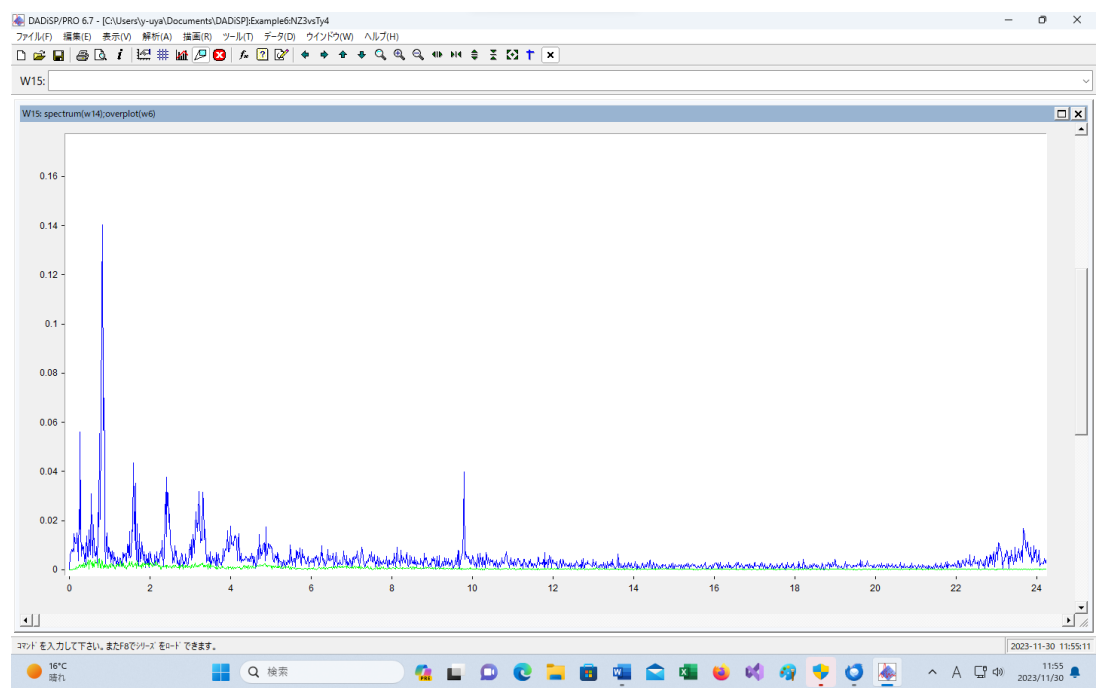 DADiSP/PRO 6.7 - [C:\Users\y-uya\Documents\DADiSP]:Example6:NZ3vsTy4
ファイル(F) 編集(E) 表示(V) 解析(A) 描画(R) ツール(T) データ(D) ウインドウ(W) ヘルプ(H)
W15:
W15: spectrum(w14);overplot(w6)
0.16
0.14
0.12
0.1
0.08
0.06
0.04
0.02
0
0 2 4 6 8 10 12 14 16 18 20 22 24
コマンドを入力して下さい。またF8でシリーズをロードできます。
2023-11-30 11:55:11
16°C
晴れ
検索
PRE
A
11:55
2023/11/30